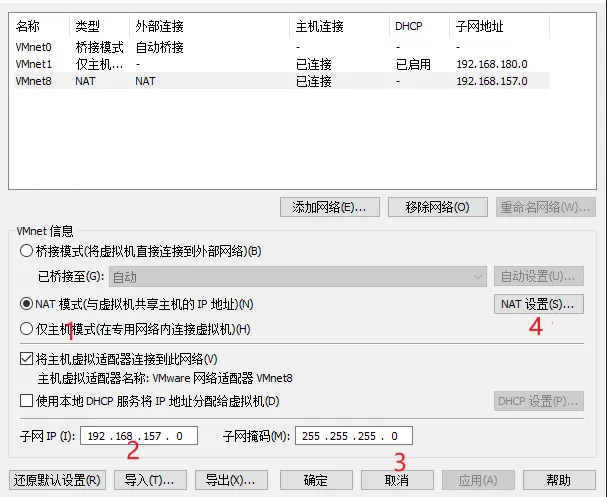 名称 类型 外部连接 主机连接 DHCP 子网地址
VMnet0 桥接模式 自动桥接 - - -
VMnet1 仅主机... - 已连接 已启用 192.168.180.0
VMnet8 NAT NAT 已连接 - 192.168.157.0
添加网络(E)... 移除网络(O) 重命名网络(W)...
VMnet 信息
桥接模式(将虚拟机直接连接到外部网络)(B)
已桥接至(G): 自动 自动设置(U)...
NAT 模式(与虚拟机共享主机的 IP 地址)(N) NAT 设置(S)...
1 4
仅主机模式(在专用网络内连接虚拟机)(H)
将主机虚拟适配器连接到此网络(V)
主机虚拟适配器名称: VMware 网络适配器 VMnet8
使用本地 DHCP 服务将 IP 地址分配给虚拟机(D) DHCP 设置(P)...
子网 IP (I): 192 . 168 . 157 . 0 子网掩码(M): 255 . 255 . 255 . 0
2 3
还原默认设置(R) 导入(T)... 导出(X)... 确定 取消 应用(A) 帮助